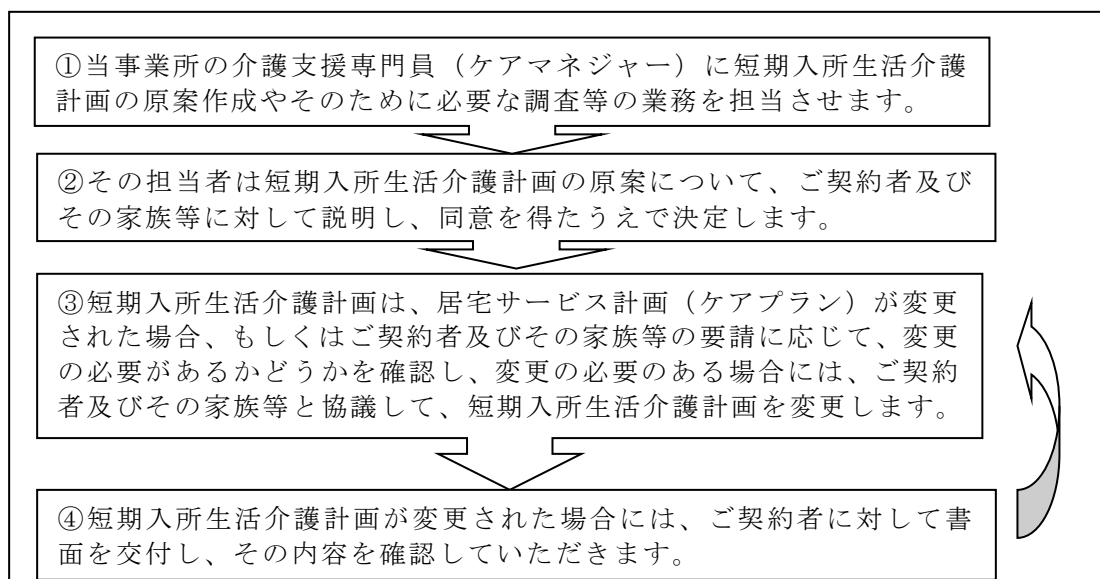 ①当事業所の介護支援専門員（ケアマネジャー）に短期入所生活介護
計画の原案作成やそのために必要な調査等の業務を担当させます。
②その担当者は短期入所生活介護計画の原案について、ご契約者及び
その家族等に対して説明し、同意を得たうえで決定します。
③短期入所生活介護計画は、居宅サービス計画（ケアプラン）が変更
された場合、もしくはご契約者及びその家族等の要請に応じて、変更
の必要があるかどうかを確認し、変更の必要のある場合には、ご契約
者及びその家族等と協議して、短期入所生活介護計画を変更します。
④短期入所生活介護計画が変更された場合には、ご契約者に対して書
面を交付し、その内容を確認していただきます。